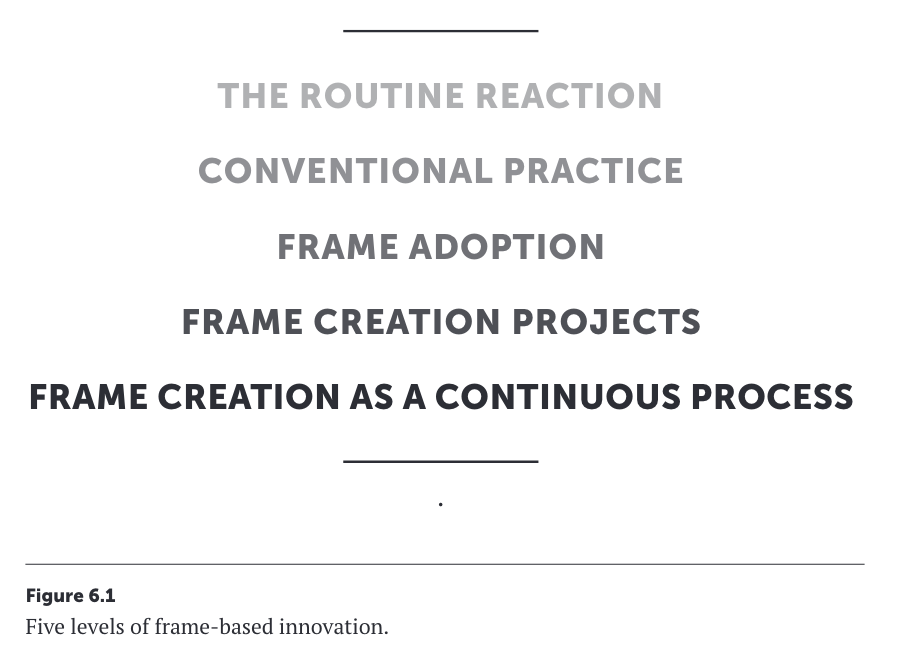 THE ROUTINE REACTION
CONVENTIONAL PRACTICE
FRAME ADOPTION
FRAME CREATION PROJECTS
FRAME CREATION AS A CONTINUOUS PROCESS
.
Figure 6.1
Five levels of frame-based innovation.